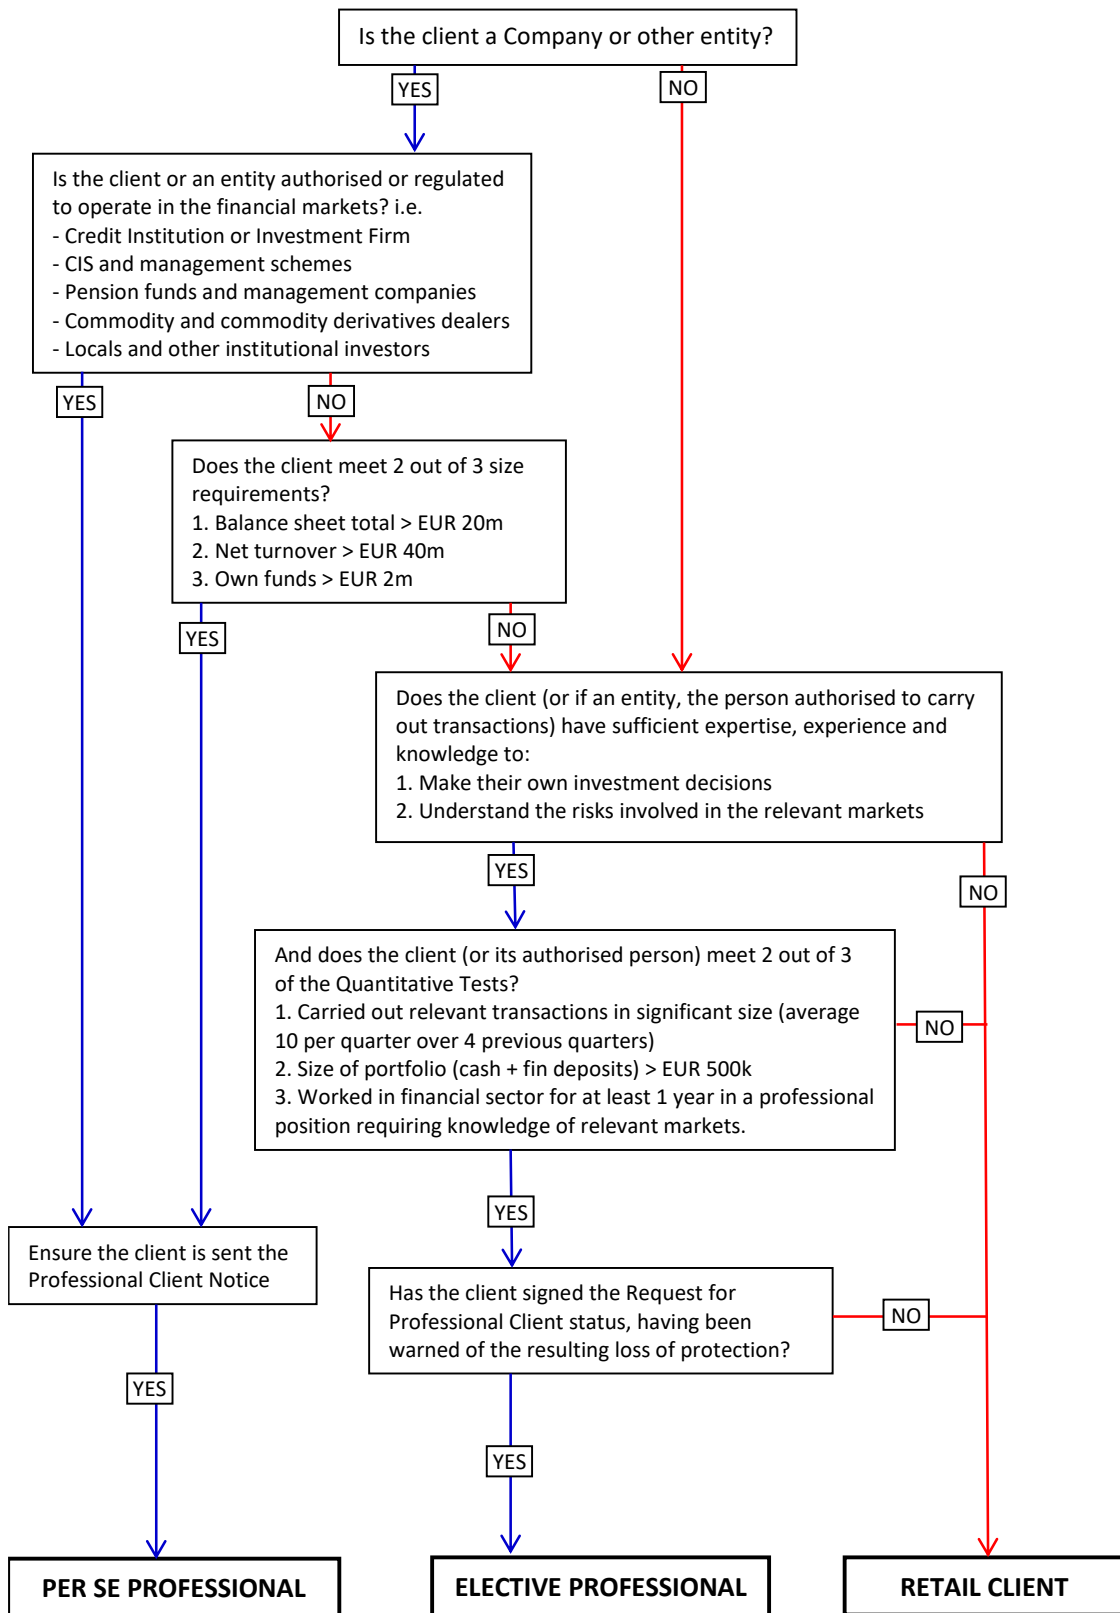 Is the client a Company or other entity?
YES
NO
Is the client or an entity authorised or regulated
to operate in the financial markets? i.e.
- Credit Institution or Investment Firm
- CIS and management schemes
- Pension funds and management companies
- Commodity and commodity derivatives dealers
- Locals and other institutional investors
YES
NO
Does the client meet 2 out of 3 size
requirements?
1. Balance sheet total > EUR 20m
2. Net turnover > EUR 40m
3. Own funds > EUR 2m
YES
NO
Does the client (or if an entity, the person authorised to carry
out transactions) have sufficient expertise, experience and
knowledge to:
1. Make their own investment decisions
2. Understand the risks involved in the relevant markets
YES
NO
And does the client (or its authorised person) meet 2 out of 3
of the Quantitative Tests?
1. Carried out relevant transactions in significant size (average
10 per quarter over 4 previous quarters)
2. Size of portfolio (cash + fin deposits) > EUR 500k
3. Worked in financial sector for at least 1 year in a professional
position requiring knowledge of relevant markets.
NO
YES
Ensure the client is sent the
Professional Client Notice
Has the client signed the Request for
Professional Client status, having been
warned of the resulting loss of protection?
NO
YES
YES
PER SE PROFESSIONAL
ELECTIVE PROFESSIONAL
RETAIL CLIENT